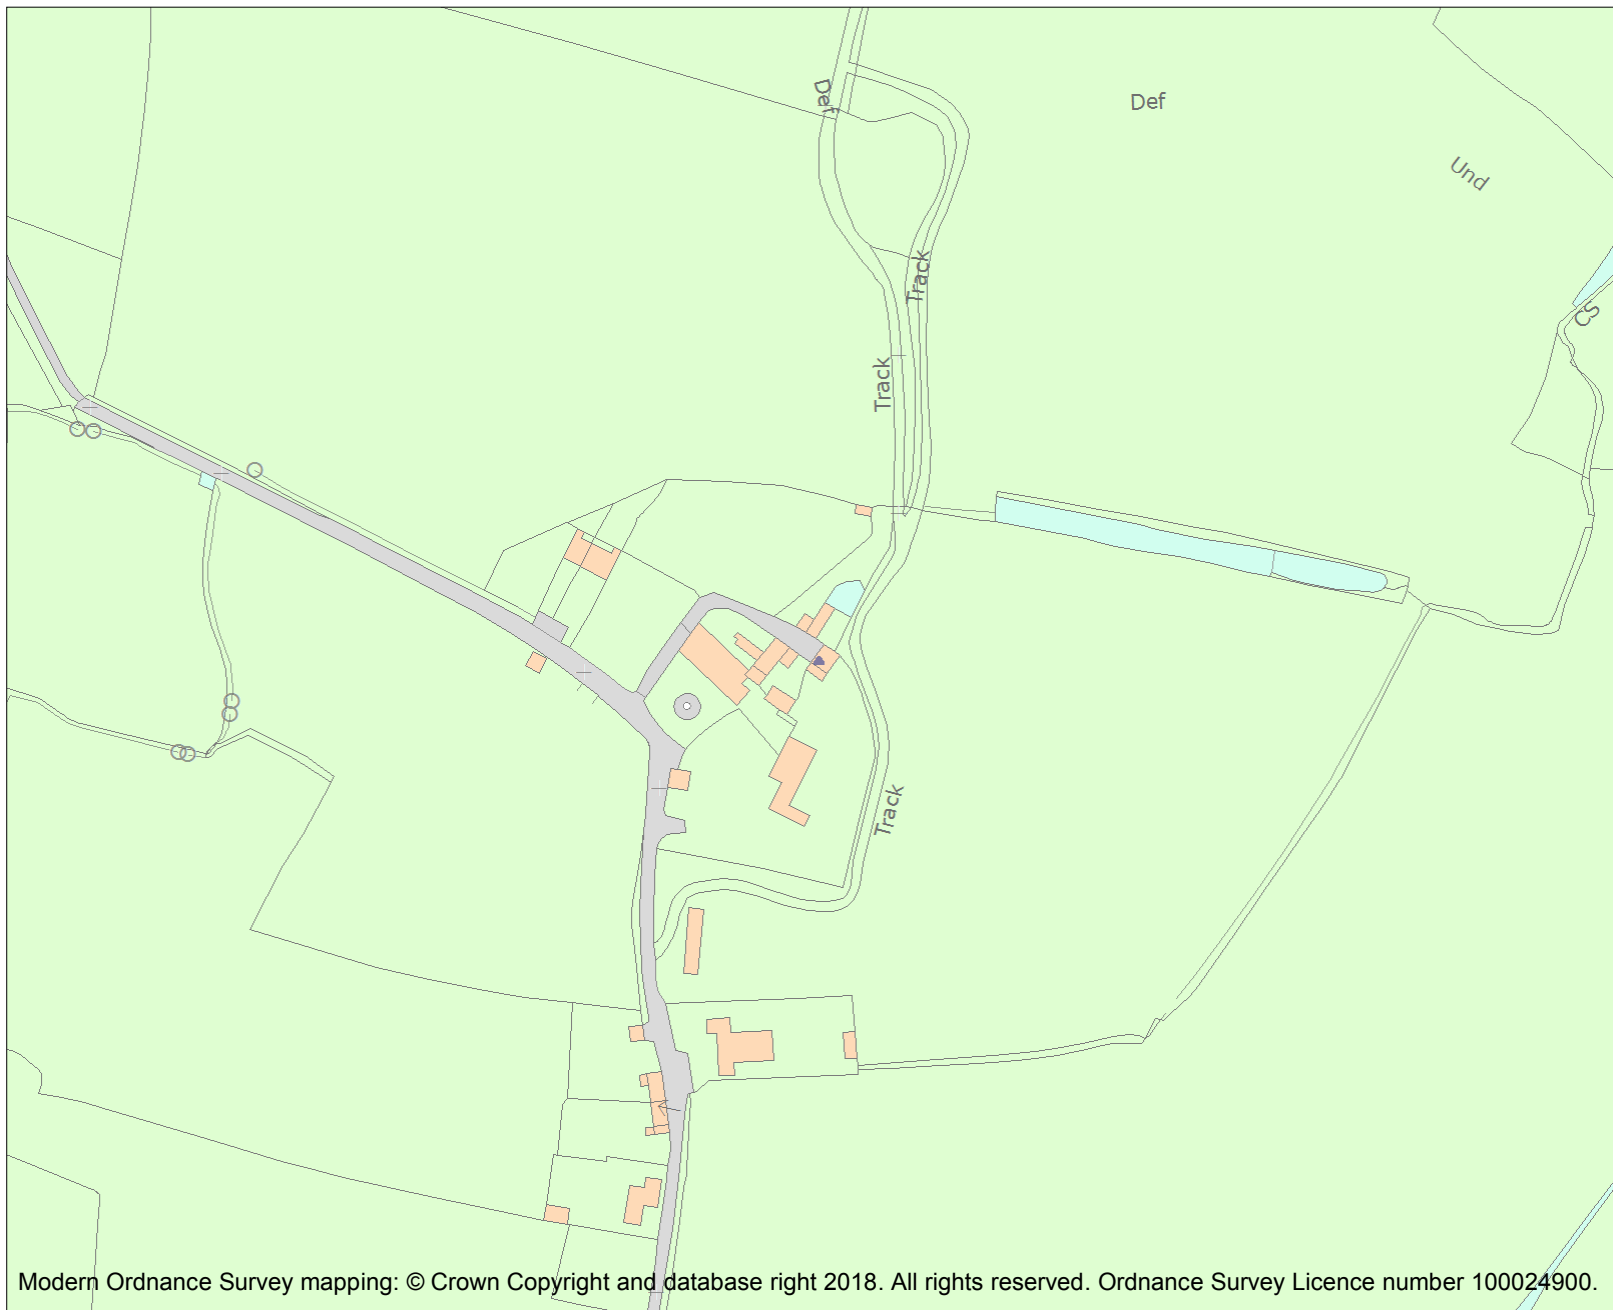 Def
Def
Und
Track
CS
Track
Track
Modern Ordnance Survey mapping: © Crown Copyright and database right 2018. All rights reserved. Ordnance Survey Licence number 100024900.